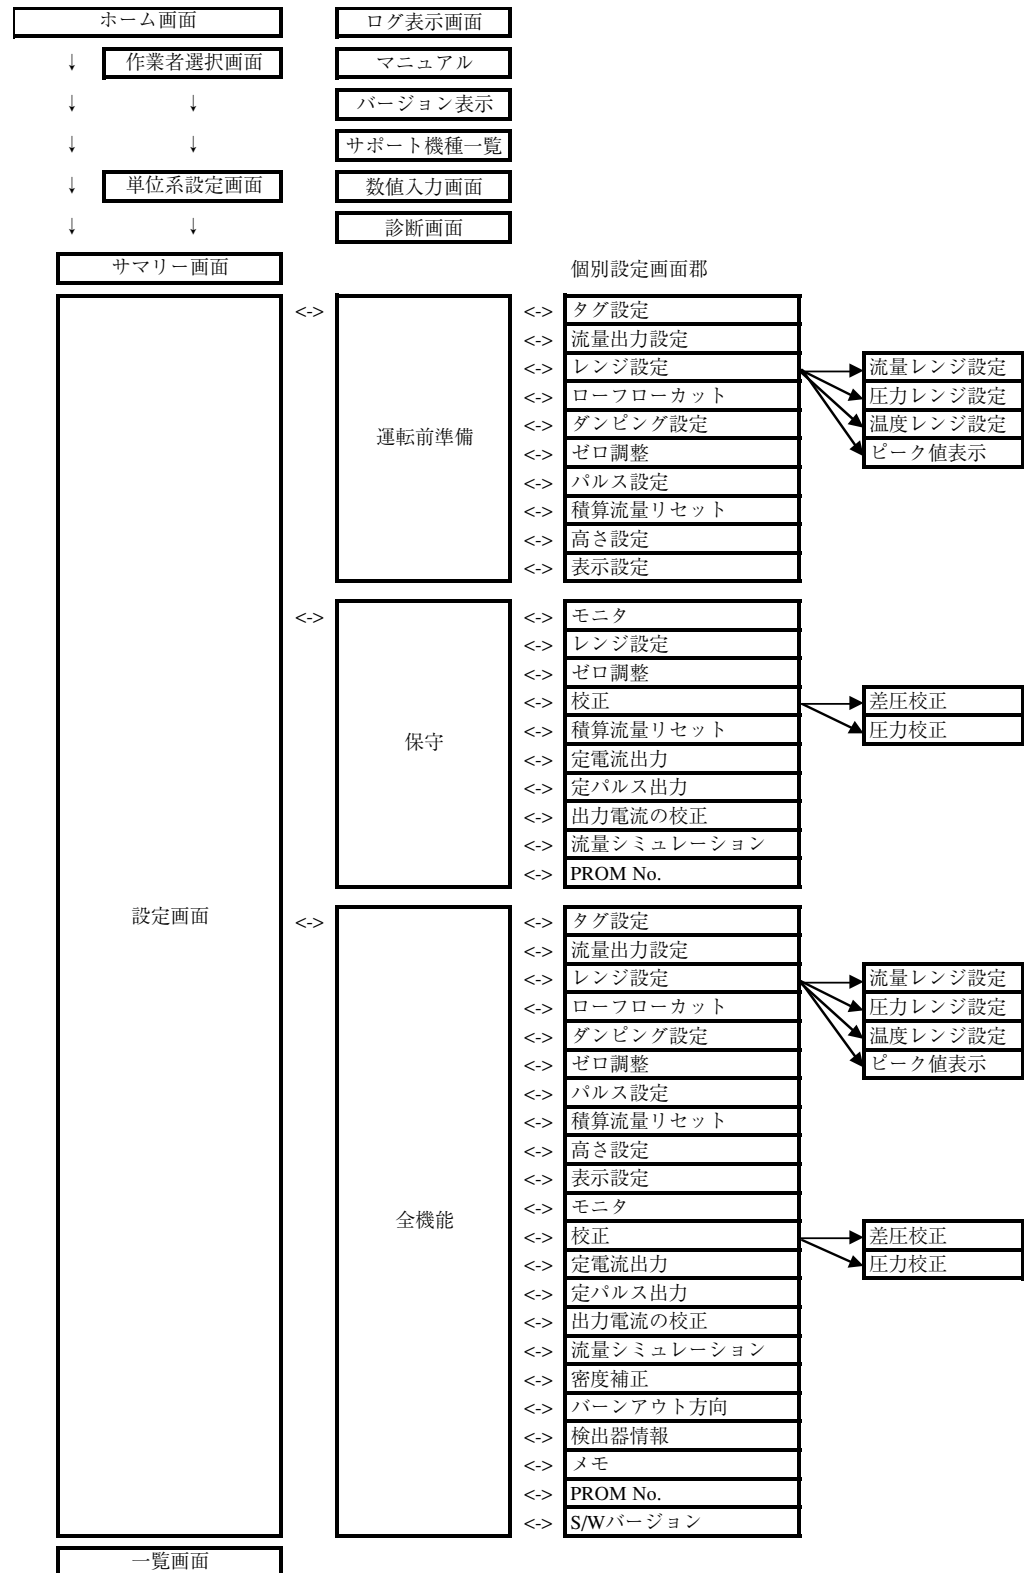 ホーム画面 ログ表示画面
↓ 作業者選択画面 マニュアル
↓ ↓ バージョン表示
↓ ↓ サポート機種一覧
↓ 単位系設定画面 数値入力画面
↓ ↓ 診断画面
サマリー画面 個別設定画面郡
<-> <-> タグ設定
<-> 流量出力設定
<-> レンジ設定 流量レンジ設定
<-> ローフローカット 圧力レンジ設定
<-> ダンピング設定 温度レンジ設定
運転前準備
<-> ゼロ調整 ピーク値表示
<-> パルス設定
<-> 積算流量リセット
<-> 高さ設定
<-> 表示設定
<-> <-> モニタ
<-> レンジ設定
<-> ゼロ調整
<-> 校正 差圧校正
<-> 積算流量リセット 圧力校正
保守
<-> 定電流出力
<-> 定パルス出力
<-> 出力電流の校正
<-> 流量シミュレーション
<-> PROM No.
設定画面 <-> <-> タグ設定
<-> 流量出力設定
<-> レンジ設定 流量レンジ設定
<-> ローフローカット 圧力レンジ設定
<-> ダンピング設定 温度レンジ設定
<-> ゼロ調整 ピーク値表示
<-> パルス設定
<-> 積算流量リセット
<-> 高さ設定
<-> 表示設定
<-> モニタ
全機能
<-> 校正 差圧校正
<-> 定電流出力 圧力校正
<-> 定パルス出力
<-> 出力電流の校正
<-> 流量シミュレーション
<-> 密度補正
<-> バーンアウト方向
<-> 検出器情報
<-> メモ
<-> PROM No.
<-> S/Wバージョン
一覧画面